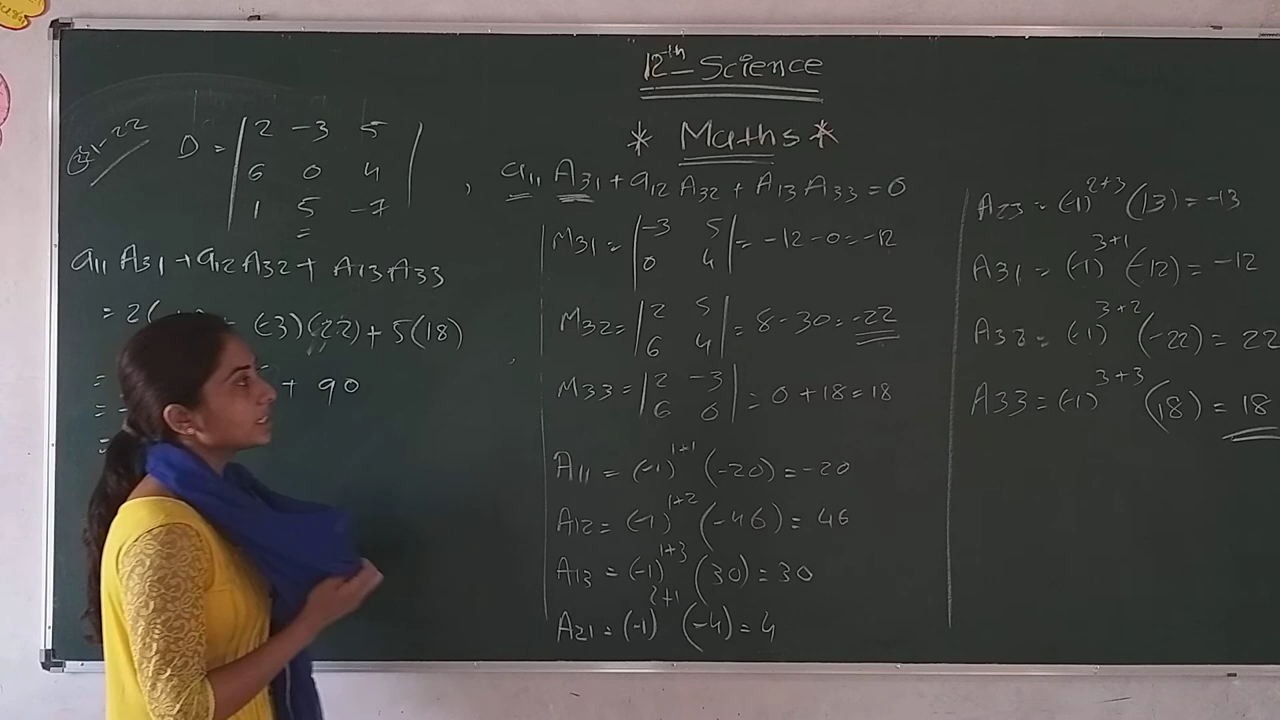 12th - Science
* Maths *
D = | 2 -3 5 |
| 6 0 4 |
| 1 5 -7 |
, a11 A31 + a12 A32 + A13 A33 = 0
a11 A31 + a12 A32 + A13 A33
= 2( (-3)(22) + 5(18)
= + 90
= -
=
M31 = | -3 5 | = -12 - 0 = -12
| 0 4 |
M32 = | 2 5 | = 8 - 30 = -22
| 6 4 |
M33 = | 2 -3 | = 0 + 18 = 18
| 6 0 |
A11 = (-1)^1+1 (-20) = -20
A12 = (-1)^1+2 (-46) = 46
A13 = (-1)^1+3 (30) = 30
A21 = (-1)^2+1 (-4) = 4
A23 = (-1)^2+3 (13) = -13
A31 = (-1)^3+1 (-12) = -12
A32 = (-1)^3+2 (-22) = 22
A33 = (-1)^3+3 (18) = 18